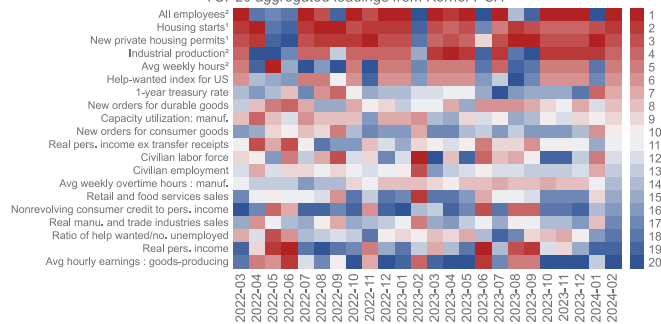 TOP 20 aggregated loadings from Kernel PCA
All employees²
Housing starts¹
New private housing permits¹
Industrial production²
Avg weekly hours²
Help-wanted index for US
1-year treasury rate
New orders for durable goods
Capacity utilization: manuf.
New orders for consumer goods
Real pers. income ex transfer receipts
Civilian labor force
Civilian employment
Avg weekly overtime hours : manuf.
Retail and food services sales
Nonrevolving consumer credit to pers. income
Real manu. and trade industries sales
Ratio of help wanted/no. unemployed
Real pers. income
Avg hourly earnings : goods-producing
1
2
3
4
5
6
7
8
9
10
11
12
13
14
15
16
17
18
19
20
2022-03
2022-04
2022-05
2022-06
2022-07
2022-08
2022-09
2022-10
2022-11
2022-12
2023-01
2023-02
2023-03
2023-04
2023-05
2023-06
2023-07
2023-08
2023-09
2023-10
2023-11
2023-12
2024-01
2024-02